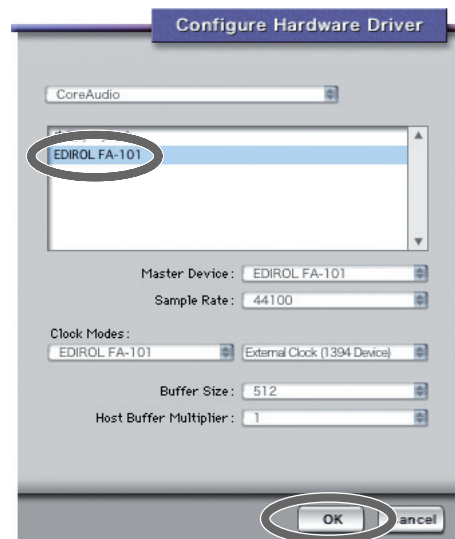 Configure Hardware Driver
CoreAudio
EDIROL FA-101
Master Device: EDIROL FA-101
Sample Rate: 44100
Clock Modes:
EDIROL FA-101 External Clock (1394 Device)
Buffer Size: 512
Host Buffer Multiplier: 1
OK